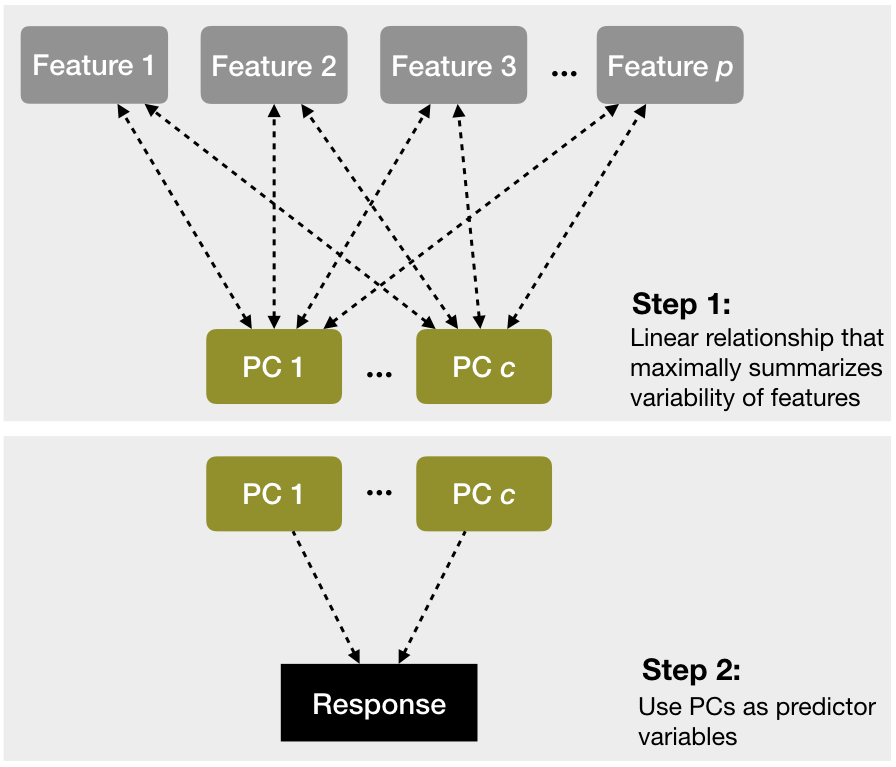 Feature 1 Feature 2 Feature 3 ... Feature p
PC 1 ... PC c
Step 1:
Linear relationship that
maximally summarizes
variability of features
PC 1 ... PC c
Response
Step 2:
Use PCs as predictor
variables